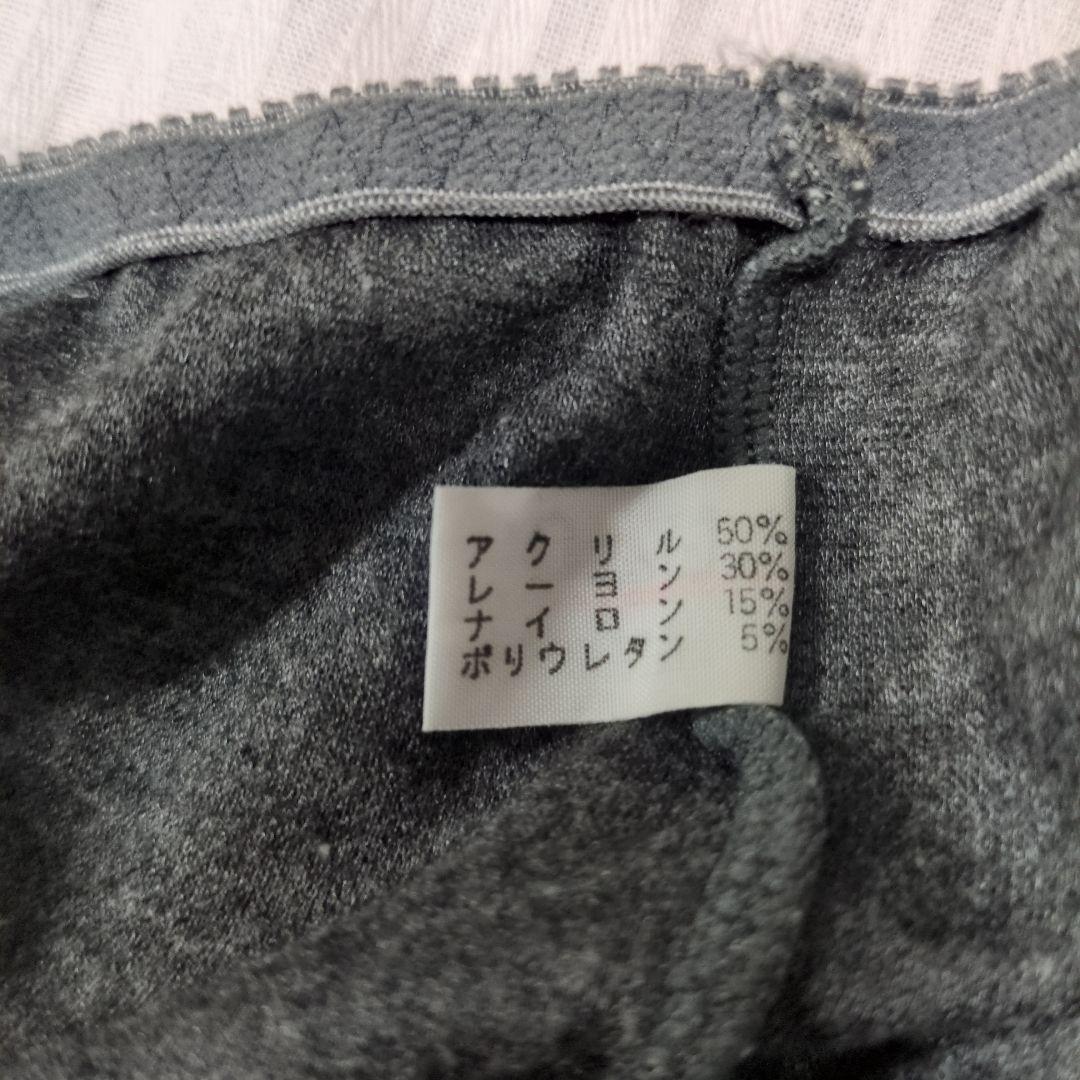 アクリル 50%
レーヨン 30%
ナイロン 15%
ポリウレタン 5%